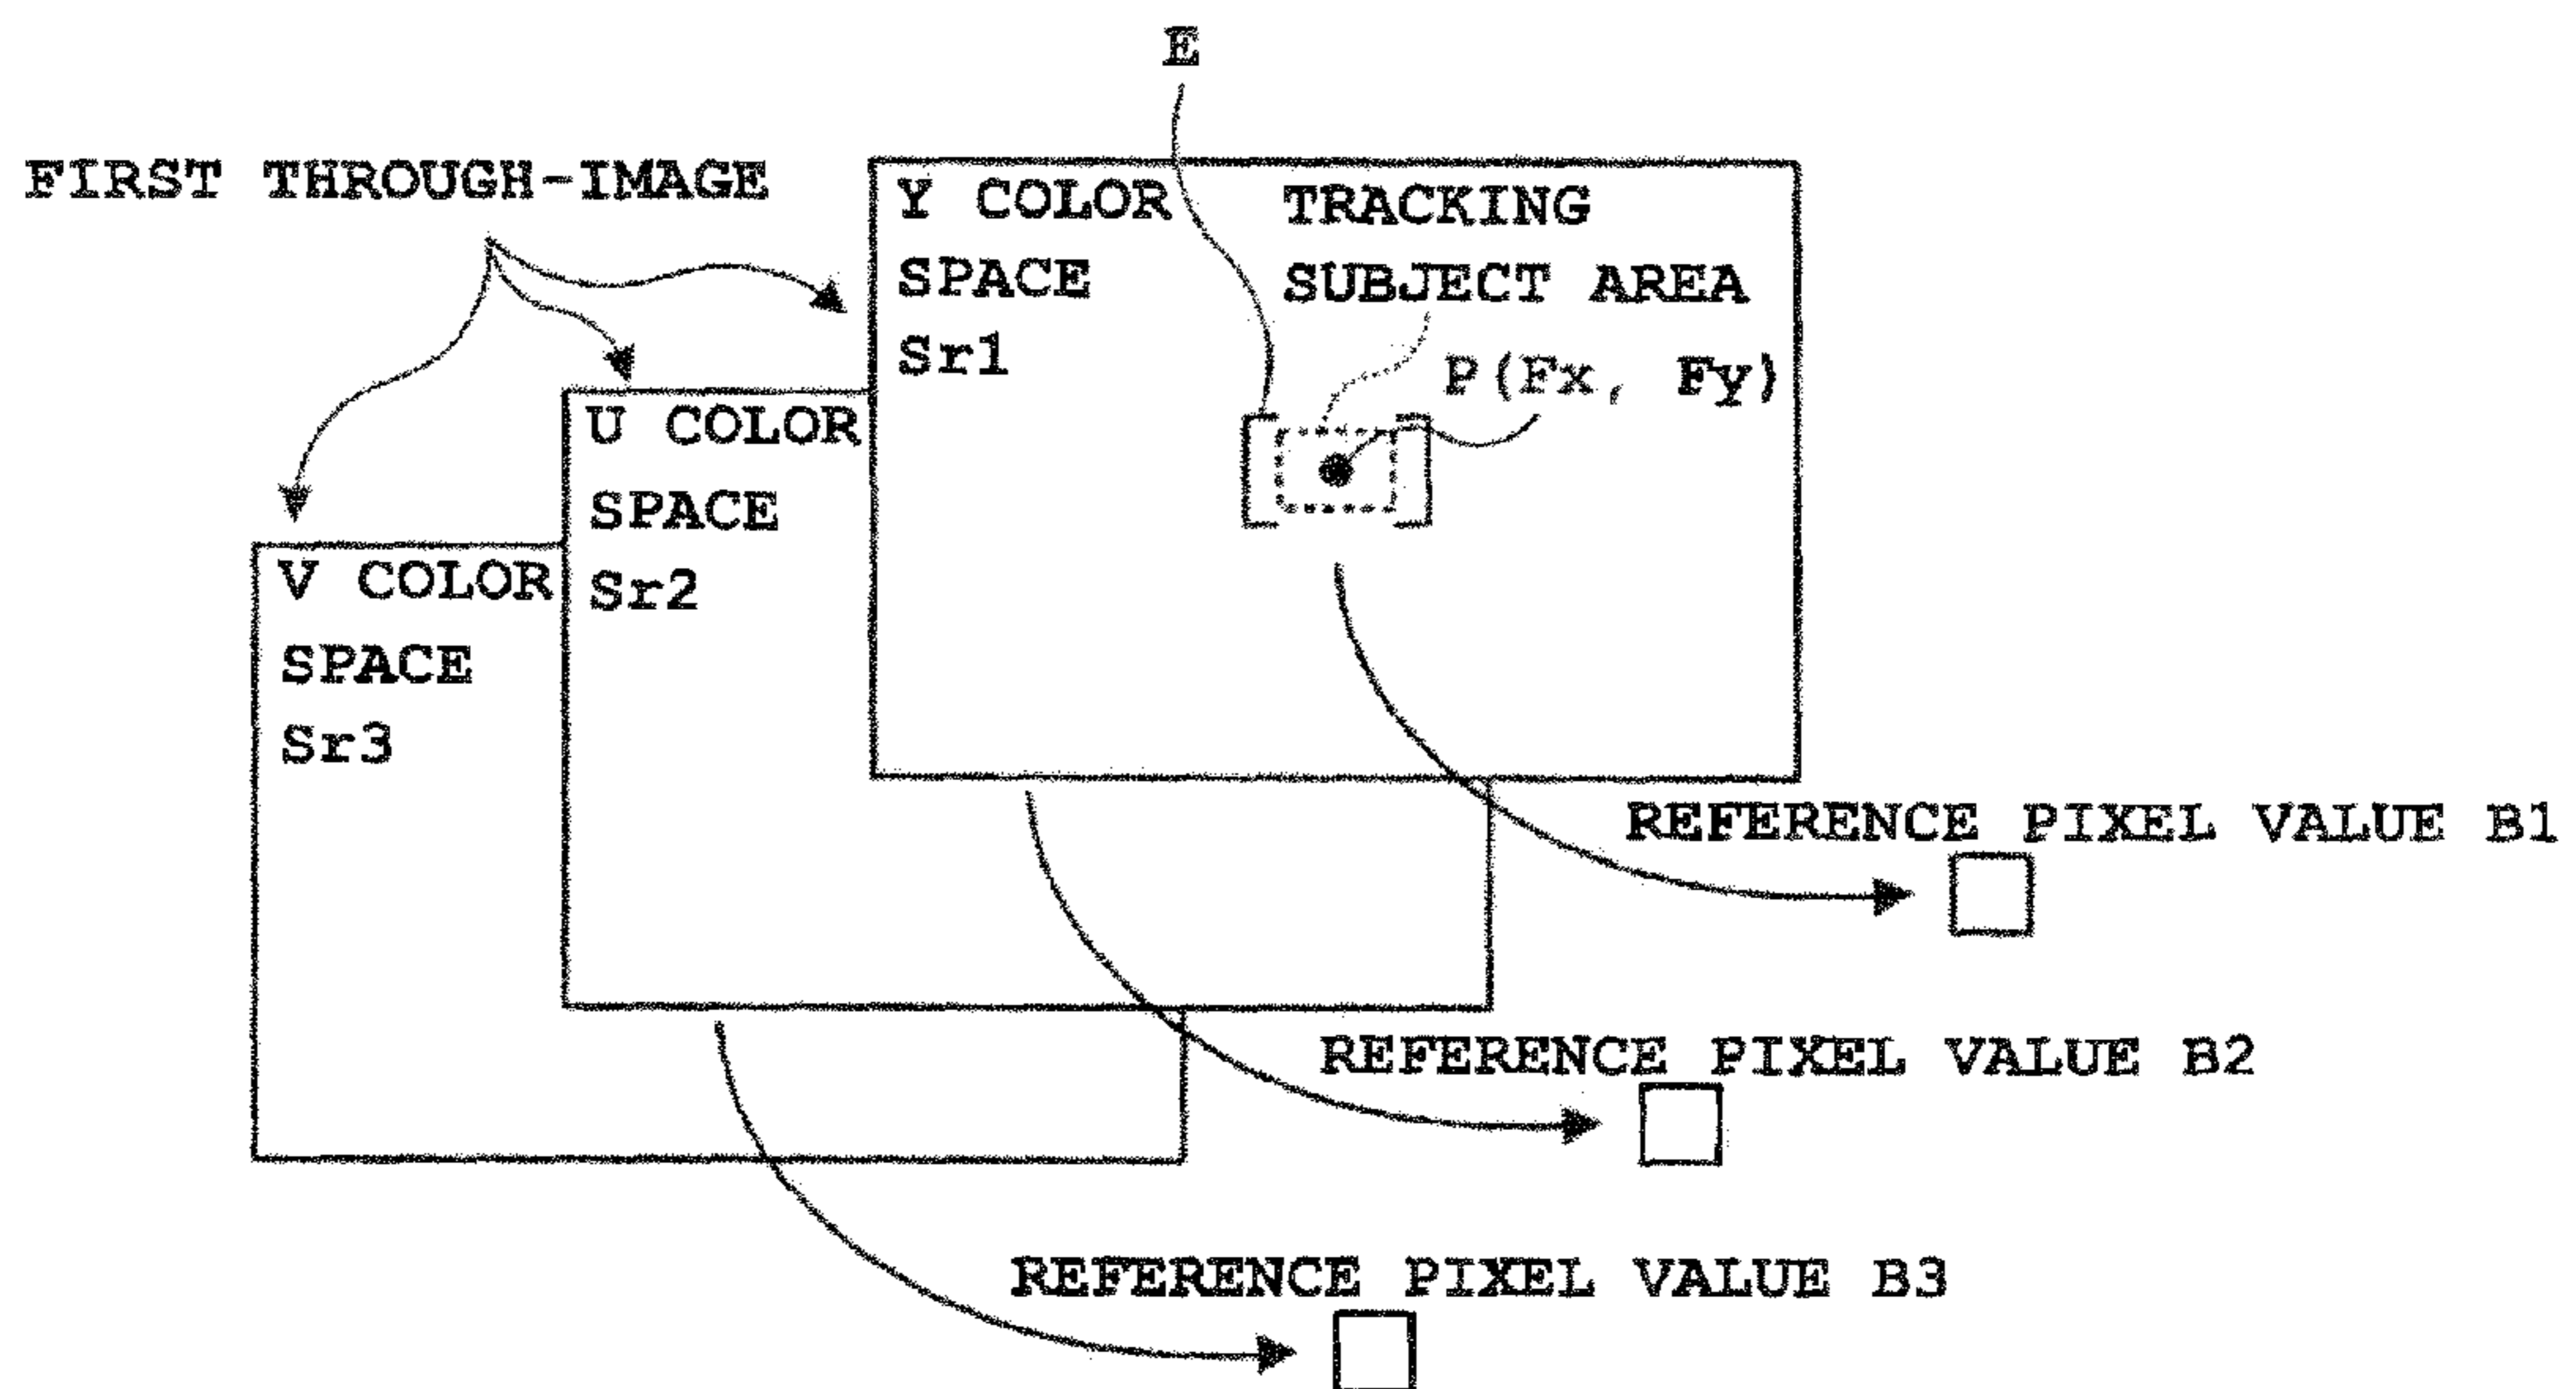 E
FIRST THROUGH-IMAGE
Y COLOR
SPACE
Sr1
TRACKING
SUBJECT AREA
P(Fx, Fy)
U COLOR
SPACE
Sr2
V COLOR
SPACE
Sr3
REFERENCE PIXEL VALUE B1
REFERENCE PIXEL VALUE B2
REFERENCE PIXEL VALUE B3